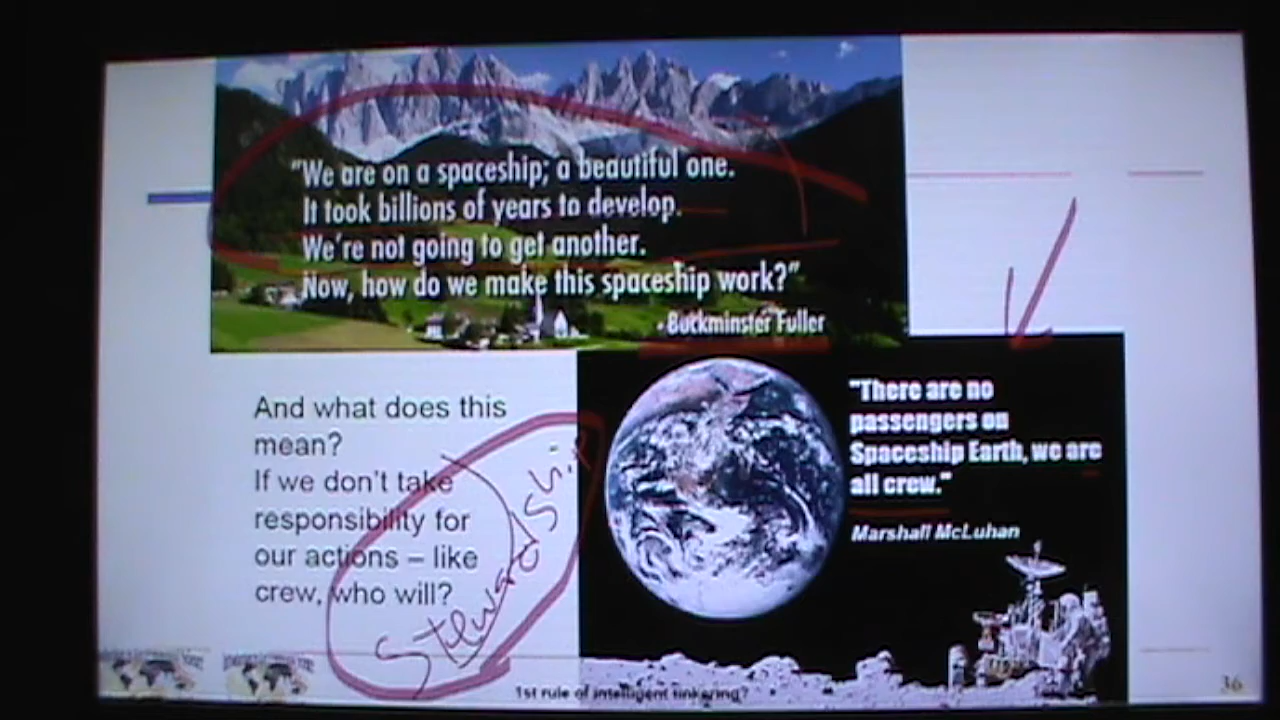 "We are on a spaceship; a beautiful one.
It took billions of years to develop.
We're not going to get another.
Now, how do we make this spaceship work?"
- Buckminster Fuller
And what does this
mean?
If we don't take
responsibility for
our actions – like
crew, who will?
Stewardship
"There are no
passengers on
Spaceship Earth, we are
all crew."
Marshall McLuhan
1st rule of intelligent tinkering?
36